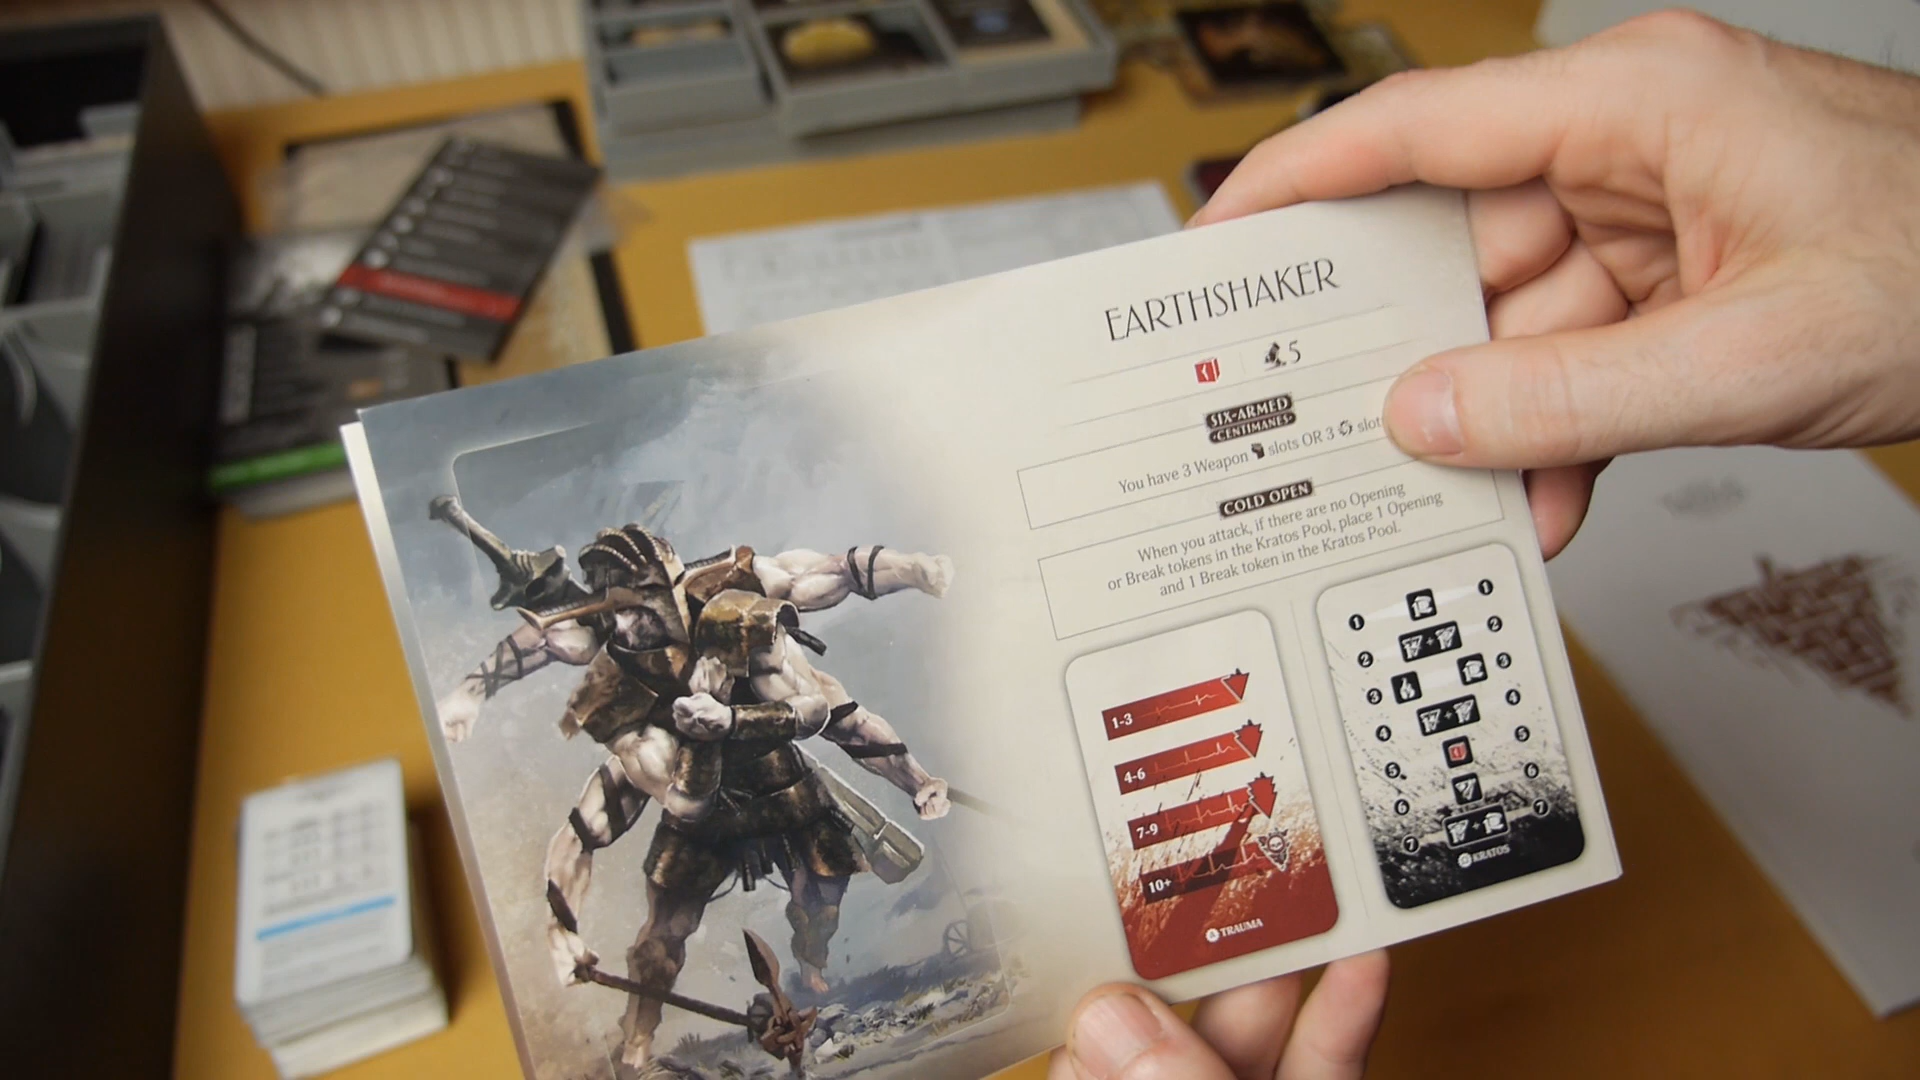 EARTHSHAKER
5
SIX-ARMED
·CENTIMANES·
You have 3 Weapon slots OR 3 slot
COLD OPEN
When you attack, if there are no Opening
or Break tokens in the Kratos Pool, place 1 Opening
and 1 Break token in the Kratos Pool.
1-3
4-6
7-9
10+
TRAUMA
1 1
2 2
3 3
4 4
5 5
6 6
7 7
KRATOS